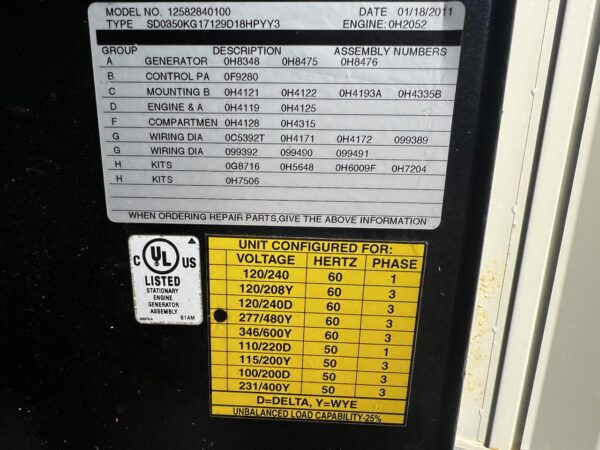 MODEL NO. 12582840100 DATE 01/18/2011
TYPE SD0350KG17129D18HPYY3 ENGINE: 0H2052
GROUP DESCRIPTION ASSEMBLY NUMBERS
A GENERATOR 0H8348 0H8475 0H8476
B CONTROL PA 0F9280
C MOUNTING B 0H4121 0H4122 0H4193A 0H4335B
D ENGINE & A 0H4119 0H4125
F COMPARTMEN 0H4128 0H4315
G WIRING DIA 0C5392T 0H4171 0H4172 099389
G WIRING DIA 099392 099490 099491
H KITS 0G8716 0H5648 0H6009F 0H7204
H KITS 0H7506
WHEN ORDERING REPAIR PARTS,GIVE THE ABOVE INFORMATION
C UL US
LISTED
STATIONARY
ENGINE
GENERATOR
ASSEMBLY
81AM
UNIT CONFIGURED FOR:
VOLTAGE HERTZ PHASE
120/240 60 1
120/208Y 60 3
120/240D 60 3
277/480Y 60 3
346/600Y 60 3
110/220D 50 1
115/200Y 50 3
100/200D 50 3
231/400Y 50 3
D=DELTA, Y=WYE
UNBALANCED LOAD CAPABILITY-25%